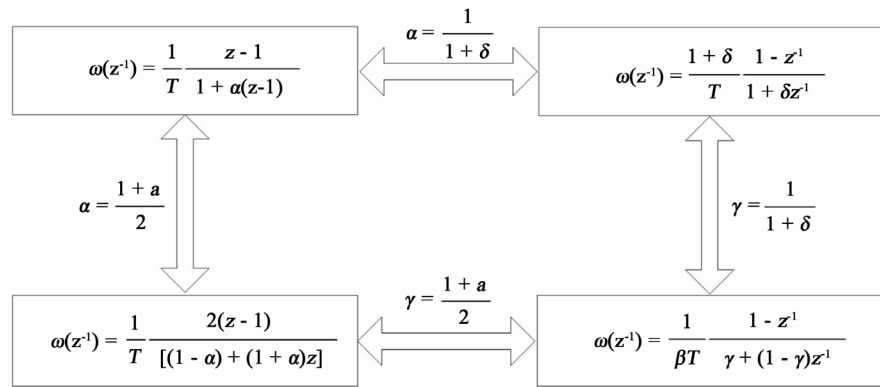 ω(z⁻¹) = 1/T (z - 1)/(1 + α(z-1))
α = 1/(1 + δ)
ω(z⁻¹) = (1 + δ)/T (1 - z⁻¹)/(1 + δz⁻¹)
α = (1 + a)/2
γ = 1/(1 + δ)
ω(z⁻¹) = 1/T 2(z - 1)/[(1 - α) + (1 + α)z]
γ = (1 + a)/2
ω(z⁻¹) = 1/(βT) (1 - z⁻¹)/(γ + (1 - γ)z⁻¹)